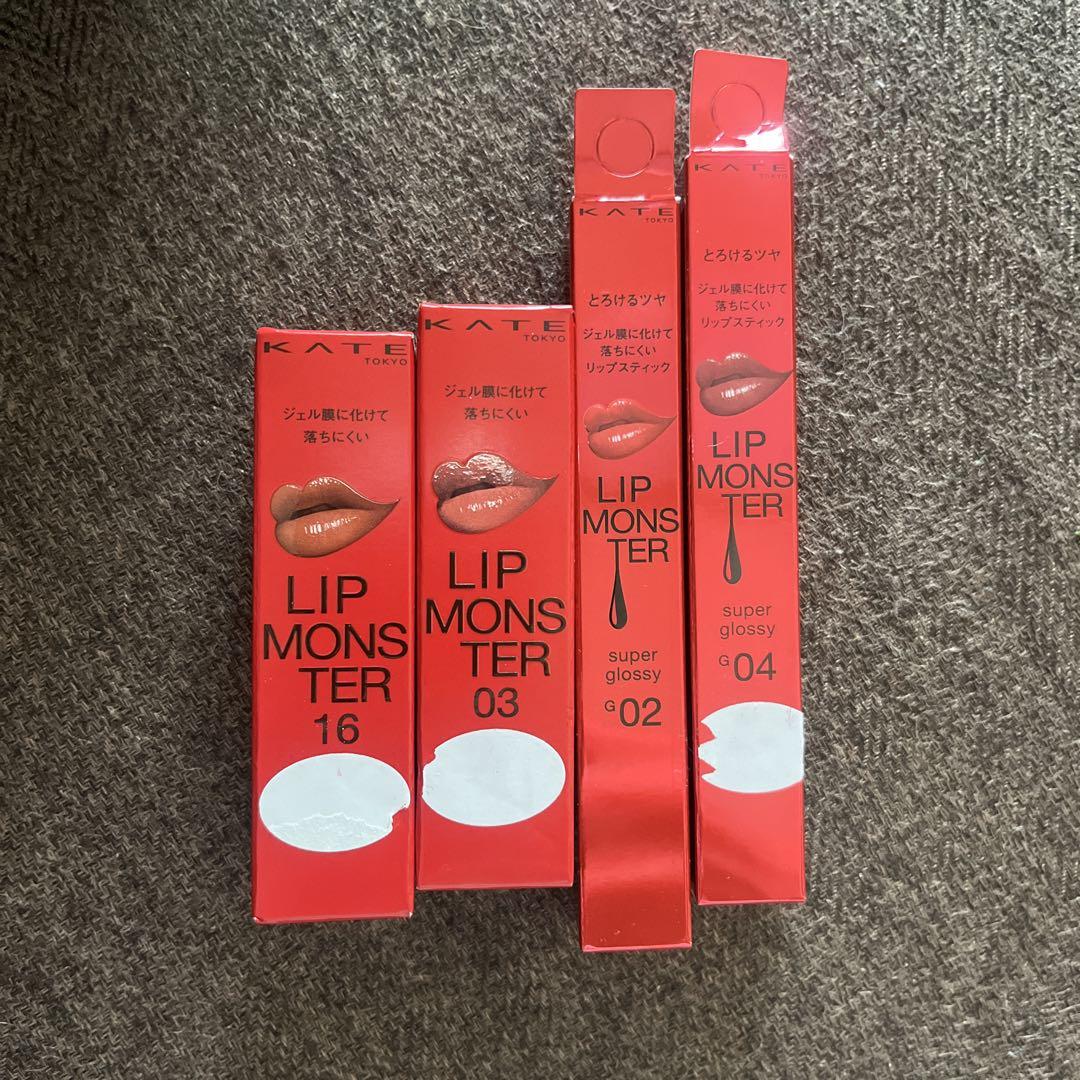 KATE
TOKYO
ジェル膜に化けて
落ちにくい
LIP
MONS
TER
16
KATE
TOKYO
ジェル膜に化けて
落ちにくい
LIP
MONS
TER
03
KATE
TOKYO
とろけるツヤ
ジェル膜に化けて
落ちにくい
リップスティック
LIP
MONS
TER
super
glossy
G02
KATE
TOKYO
とろけるツヤ
ジェル膜に化けて
落ちにくい
リップスティック
LIP
MONS
TER
super
glossy
G04